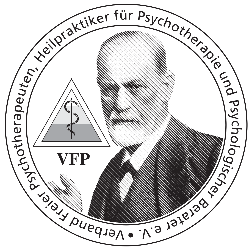 Verband Freier Psychotherapeuten, Heilpraktiker für Psychotherapie und Psychologischer Berater e.V. •
VFP